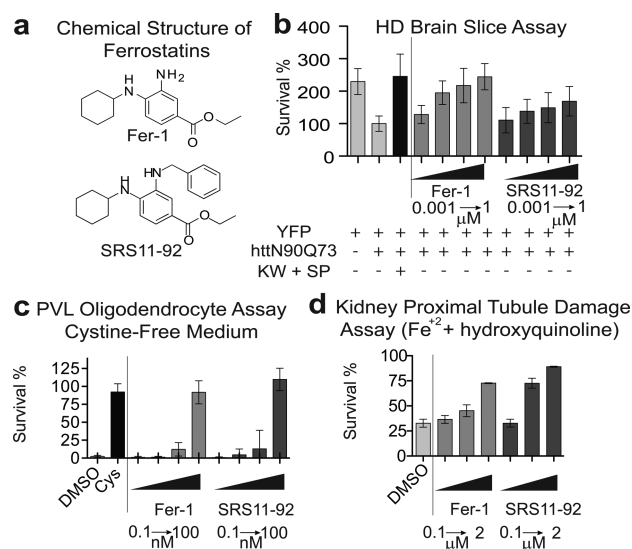 a Chemical Structure of
Ferrostatins
NH2
H
N
O
O
Fer-1
H
N
HN
O
O
SRS11-92
b HD Brain Slice Assay
Survival %
400
300
200
100
0
Fer-1
0.001→1
μM
SRS11-92
0.001→1
μM
YFP + + + + + + + + + + +
httN90Q73 - + + + + + + + + + +
KW + SP - - + - - - - - - - -
c PVL Oligodendrocyte Assay
Cystine-Free Medium
Survival %
125
100
75
50
25
0
DMSO
Cys
Fer-1
0.1→100
nM
SRS11-92
0.1→100
nM
d Kidney Proximal Tubule Damage
Assay (Fe+2 + hydroxyquinoline)
Survival %
100
75
50
25
0
DMSO
Fer-1
0.1→2
μM
SRS11-92
0.1→2
μM